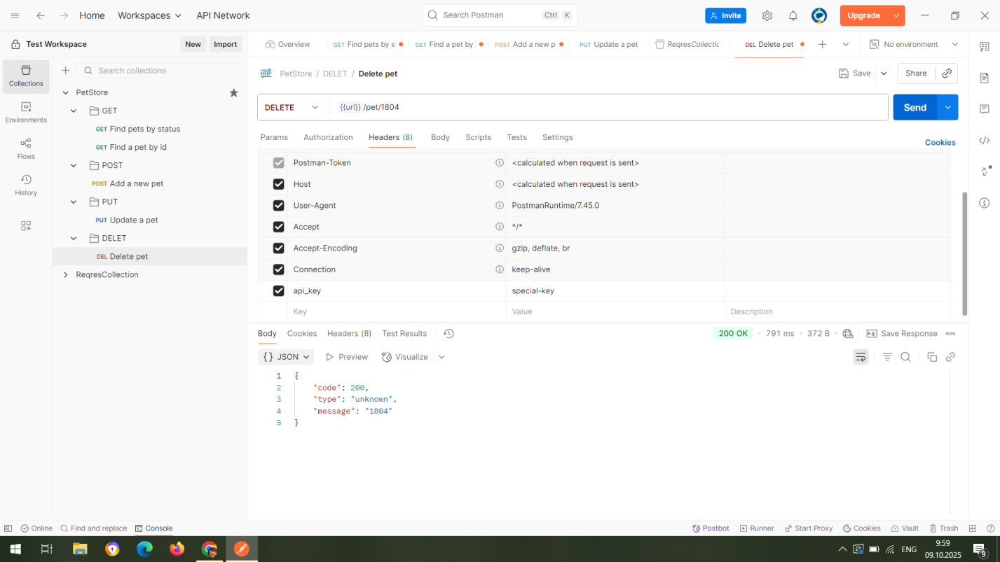 Home Workspaces API Network Search Postman Ctrl K Invite Upgrade
Test Workspace New Import Overview GET Find pets by s GET Find a pet by POST Add a new p PUT Update a pet ReqresCollectic DEL Delete pet No environment
Collections
Environments
Flows
History
Search collections
PetStore
GET
GET Find pets by status
GET Find a pet by id
POST
POST Add a new pet
PUT
PUT Update a pet
DELET
DEL Delete pet
ReqresCollection
HTTP PetStore / DELET / Delete pet Save Share
DELETE {{url}} /pet/1804 Send
Params Authorization Headers (8) Body Scripts Tests Settings Cookies
Postman-Token <calculated when request is sent>
Host <calculated when request is sent>
User-Agent PostmanRuntime/7.45.0
Accept */*
Accept-Encoding gzip, deflate, br
Connection keep-alive
api_key special-key
Key Value Description
Body Cookies Headers (8) Test Results 200 OK • 791 ms • 372 B • e.g. Save Response
{} JSON Preview Visualize
1 {
2 "code": 200,
3 "type": "unknown",
4 "message": "1804"
5 }
Online Find and replace Console Postbot Runner Start Proxy Cookies Vault Trash
ENG 9:59
09.10.2025 9